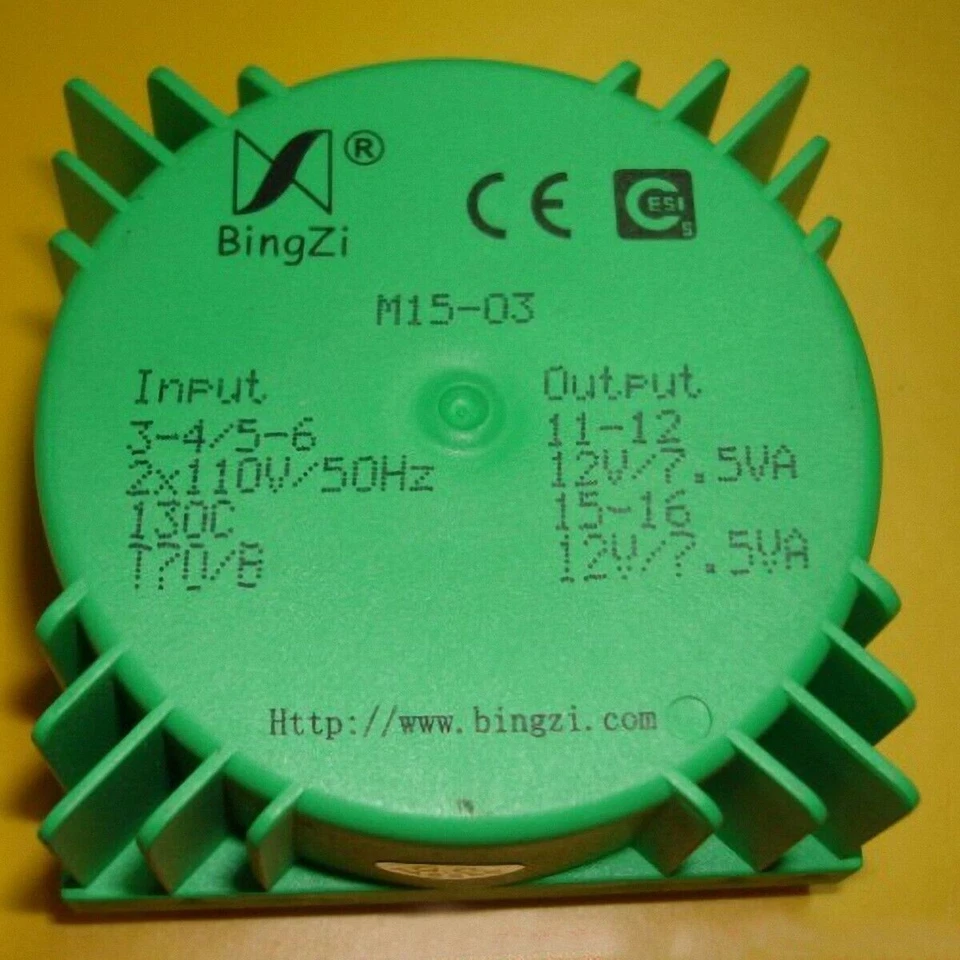 ®
BingZi
CE
CESI
S
M15-03
Input
3-4/5-6
2x110V/50Hz
130C
T70/B
Output
11-12
12V/7.5VA
15-16
12V/7.5VA
Http://www.bingzi.com